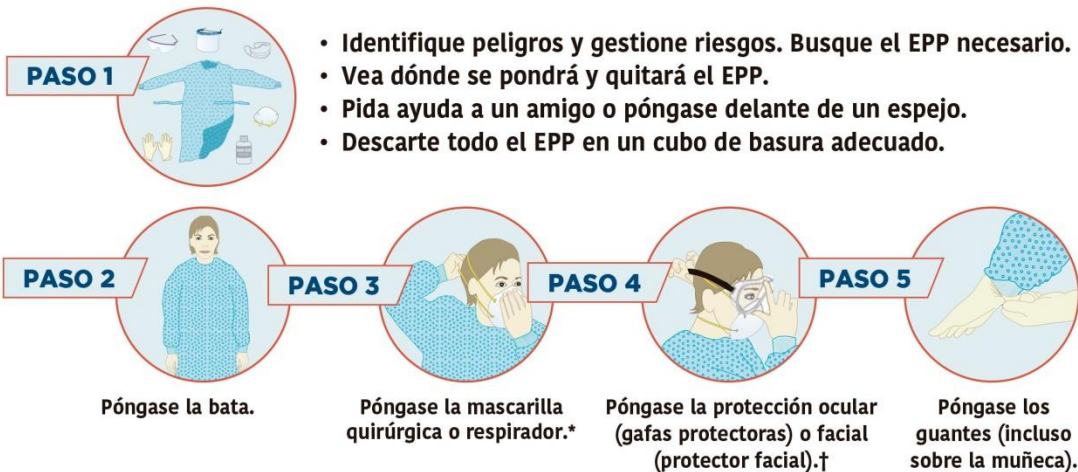 PASO 1
• Identifique peligros y gestione riesgos. Busque el EPP necesario.
• Vea dónde se pondrá y quitará el EPP.
• Pida ayuda a un amigo o póngase delante de un espejo.
• Descarte todo el EPP en un cubo de basura adecuado.
PASO 2
Póngase la bata.
PASO 3
Póngase la mascarilla
quirúrgica o respirador.*
PASO 4
Póngase la protección ocular
(gafas protectoras) o facial
(protector facial).†
PASO 5
Póngase los
guantes (incluso
sobre la muñeca).